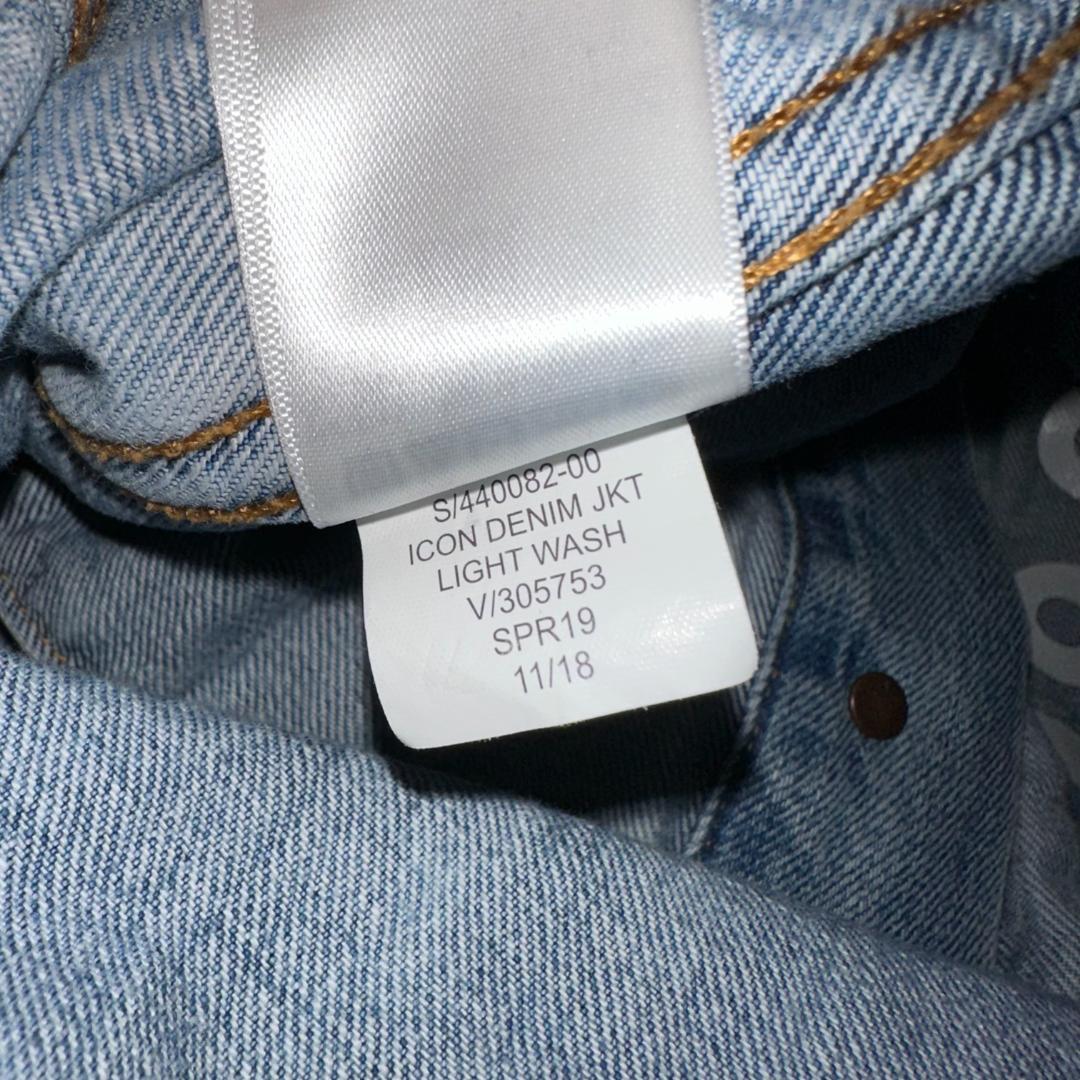 S/440082-00
ICON DENIM JKT
LIGHT WASH
V/305753
SPR19
11/18